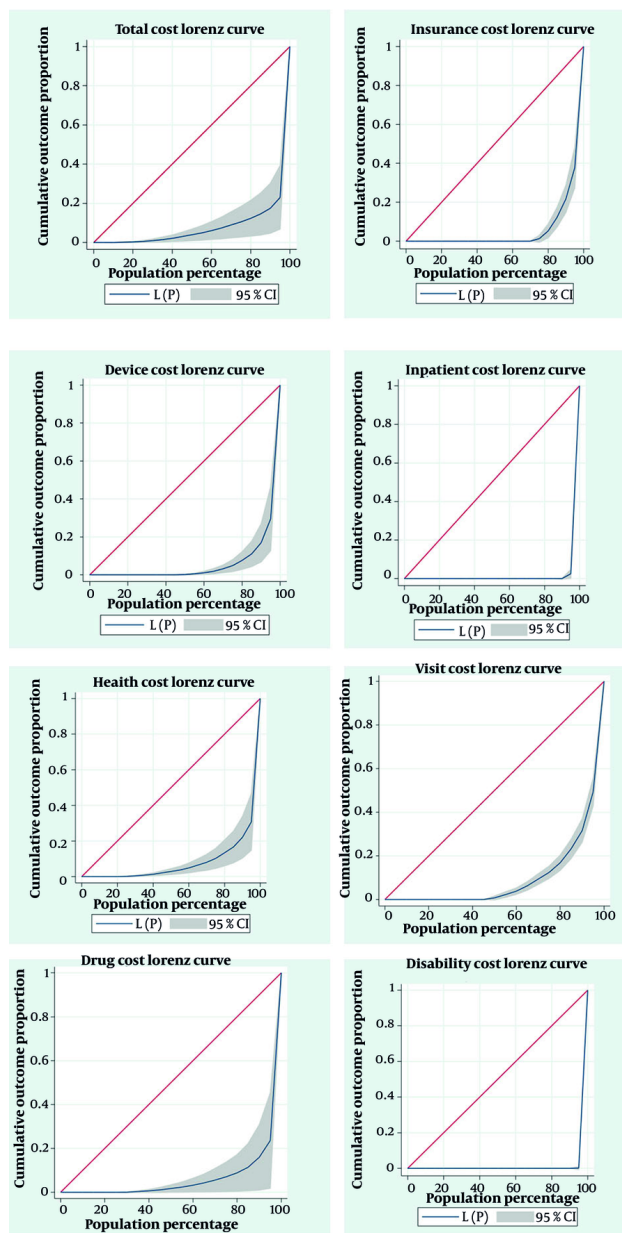 Total cost lorenz curve
Cumulative outcome proportion
1
0.8
0.6
0.4
0.2
0
0 20 40 60 80 100
Population percentage
L (P) 95 % CI
Insurance cost lorenz curve
Cumulative outcome proportion
1
0.8
0.6
0.4
0.2
0
0 20 40 60 80 100
Population percentage
L (P) 95 % CI
Device cost lorenz curve
Cumulative outcome proportion
1
0.8
0.6
0.4
0.2
0
0 20 40 60 80 100
Population percentage
L (P) 95 % CI
Inpatient cost lorenz curve
Cumulative outcome proportion
1
0.8
0.6
0.4
0.2
0
0 20 40 60 80 100
Population percentage
L (P) 95 % CI
Health cost lorenz curve
Cumulative outcome proportion
1
0.8
0.6
0.4
0.2
0
0 20 40 60 80 100
Population percentage
L (P) 95 % CI
Visit cost lorenz curve
Cumulative outcome proportion
1
0.8
0.6
0.4
0.2
0
0 20 40 60 80 100
Population percentage
Drug cost lorenz curve
Cumulative outcome proportion
1
0.8
0.6
0.4
0.2
0
0 20 40 60 80 100
Population percentage
Disability cost lorenz curve
Cumulative outcome proportion
1
0.8
0.6
0.4
0.2
0
0 20 40 60 80 100
Population percentage
L (P) 95 % CI